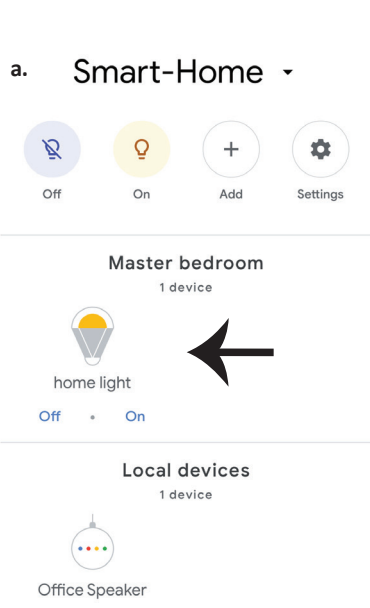 a. Smart-Home
Off On Add Settings
Master bedroom
1 device
home light
Off • On
Local devices
1 device
Office Speaker